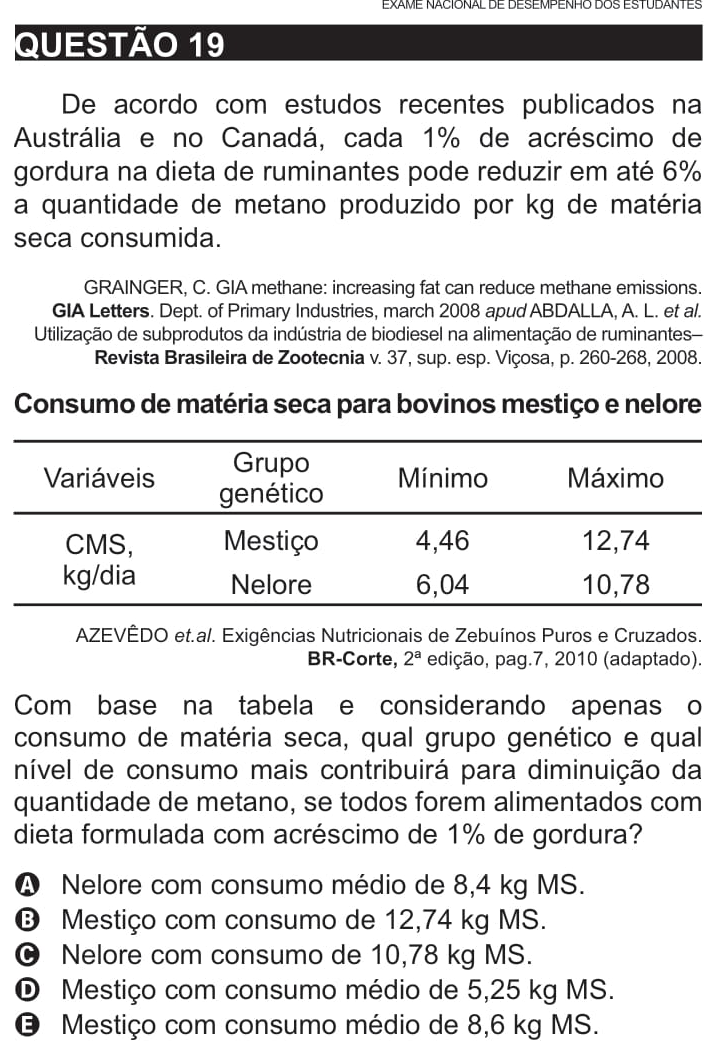 EXAME NACIONAL DE DESEMPENHO DOS ESTUDANTES
QUESTÃO 19
De acordo com estudos recentes publicados na
Austrália e no Canadá, cada 1% de acréscimo de
gordura na dieta de ruminantes pode reduzir em até 6%
a quantidade de metano produzido por kg de matéria
seca consumida.
GRAINGER, C. GIA methane: increasing fat can reduce methane emissions.
GIA Letters. Dept. of Primary Industries, march 2008 apud ABDALLA, A. L. et al.
Utilização de subprodutos da indústria de biodiesel na alimentação de ruminantes–
Revista Brasileira de Zootecnia v. 37, sup. esp. Viçosa, p. 260-268, 2008.
Consumo de matéria seca para bovinos mestiço e nelore
Variáveis Grupo genético Mínimo Máximo
CMS, kg/dia Mestiço 4,46 12,74
Nelore 6,04 10,78
AZEVÊDO et.al. Exigências Nutricionais de Zebuínos Puros e Cruzados.
BR-Corte, 2ª edição, pag.7, 2010 (adaptado).
Com base na tabela e considerando apenas o
consumo de matéria seca, qual grupo genético e qual
nível de consumo mais contribuirá para diminuição da
quantidade de metano, se todos forem alimentados com
dieta formulada com acréscimo de 1% de gordura?
A Nelore com consumo médio de 8,4 kg MS.
B Mestiço com consumo de 12,74 kg MS.
C Nelore com consumo de 10,78 kg MS.
D Mestiço com consumo médio de 5,25 kg MS.
E Mestiço com consumo médio de 8,6 kg MS.